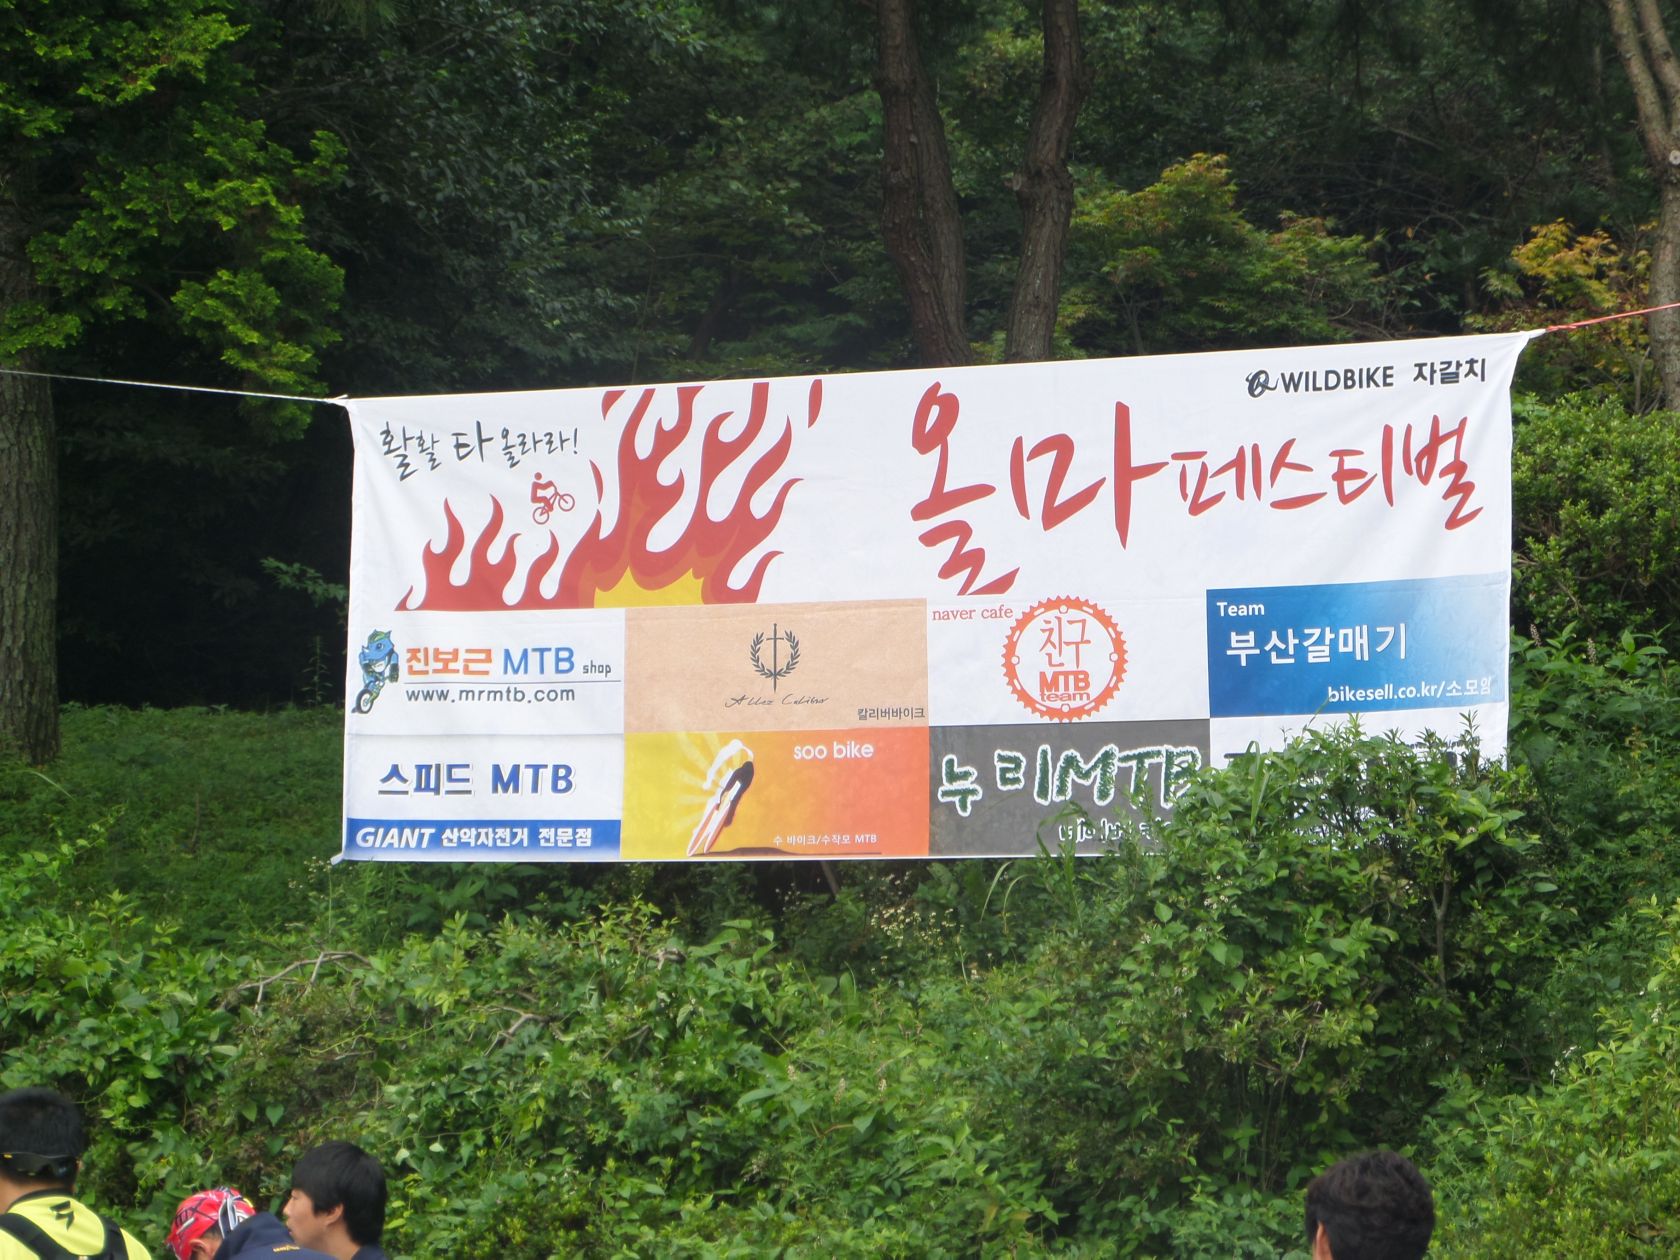 WILDBIKE 자갈치
활활 타 올라라!
올마 페스티벌
진보근 MTB shop
www.mrmtb.com
칼리버바이크
naver cafe
친구
MTB
team
Team
부산갈매기
bikesell.co.kr/소모임
스피드 MTB
GIANT 산악자전거 전문점
soo bike
수 바이크/수작모 MTB
누리MTB